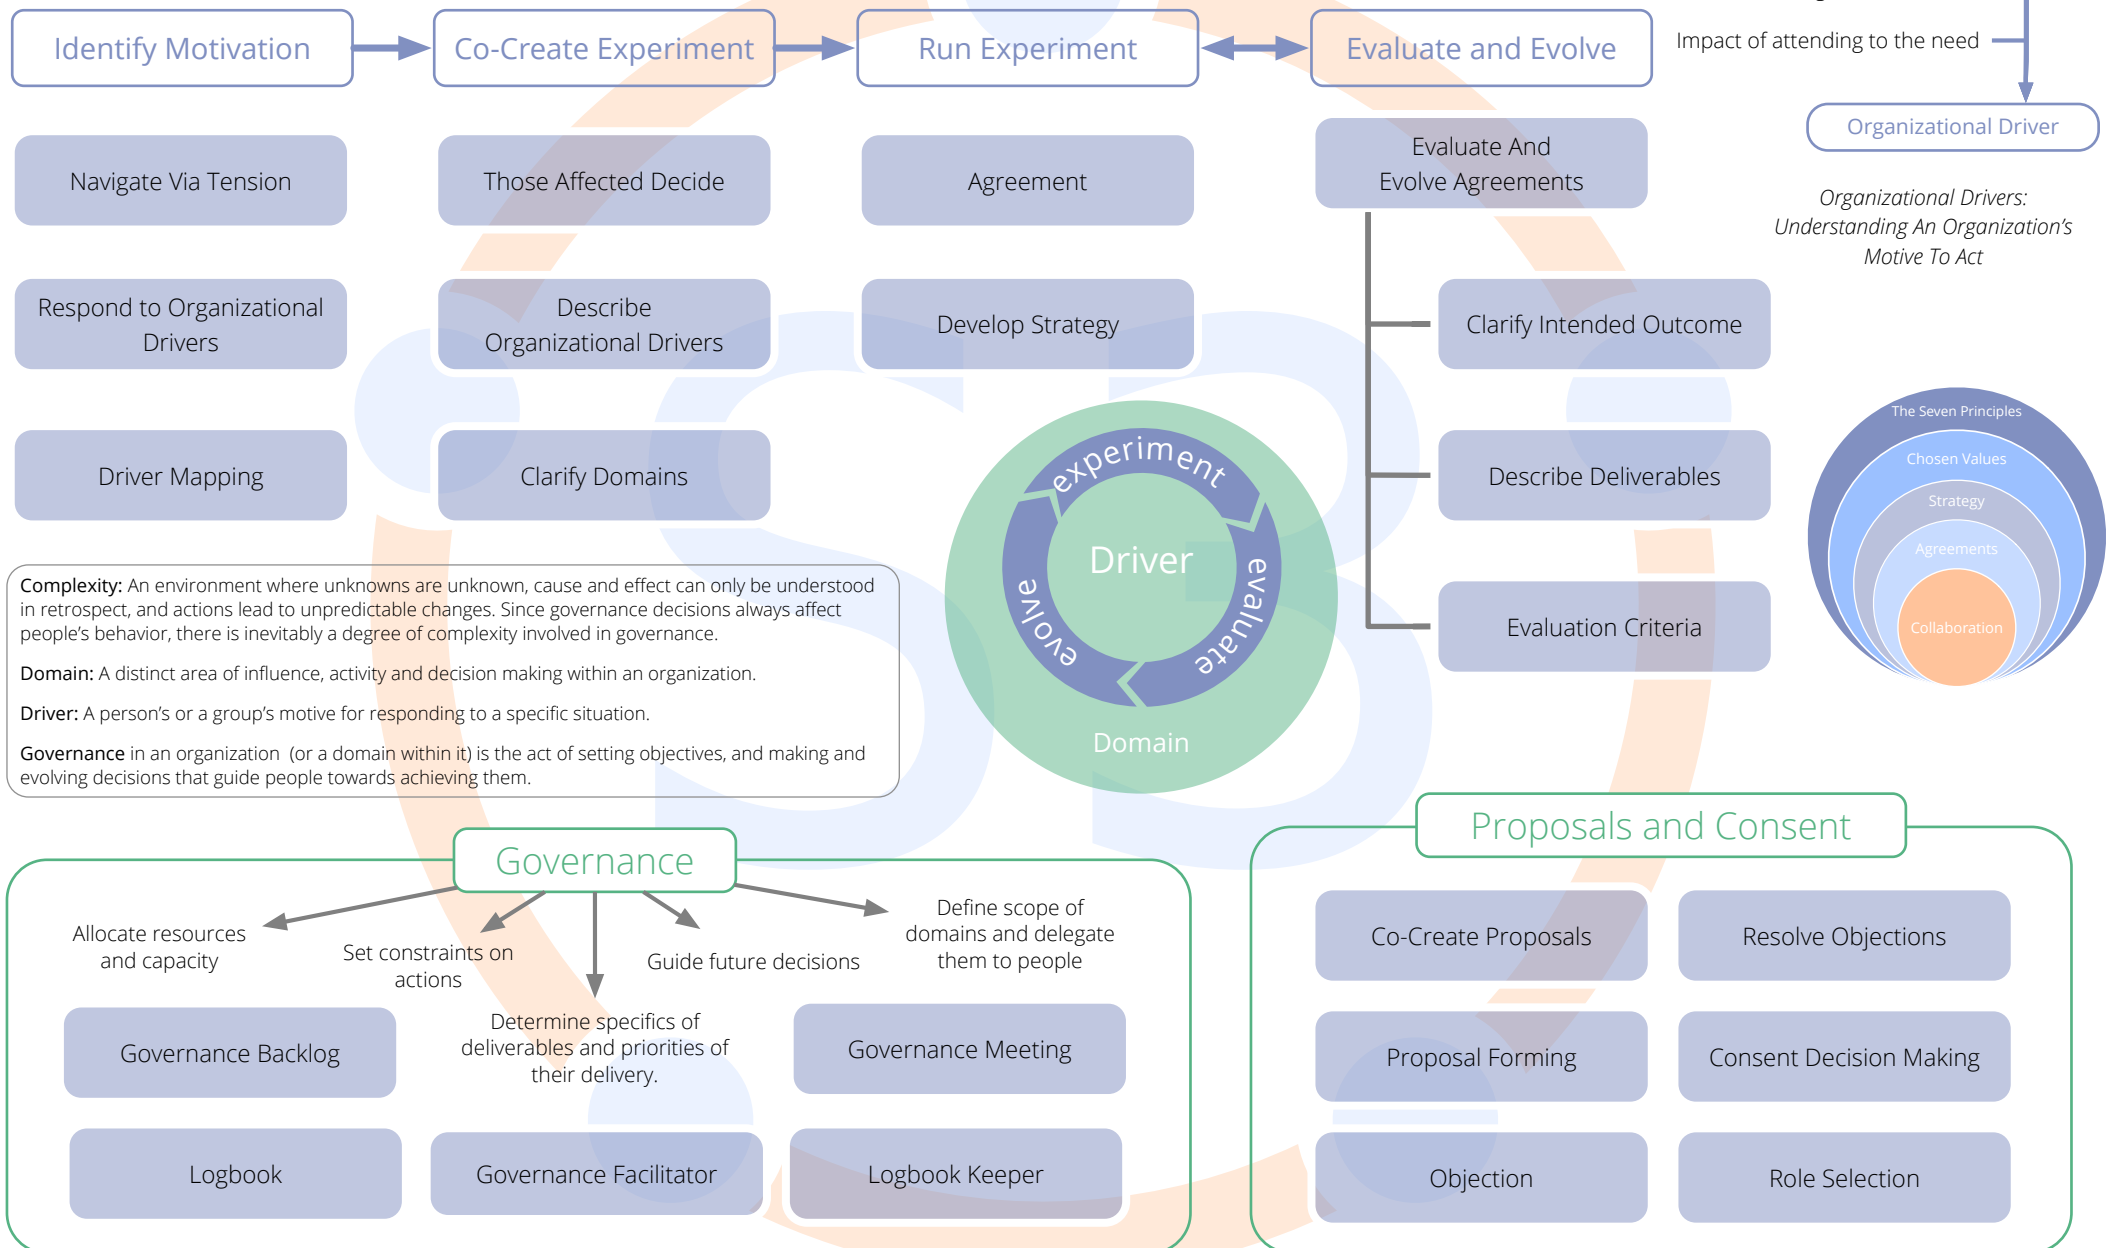 Identify Motivation
Co-Create Experiment
Run Experiment
Evaluate and Evolve
Impact of attending to the need
Organizational Driver
Organizational Drivers:
Understanding An Organization's
Motive To Act
Navigate Via Tension
Those Affected Decide
Agreement
Evaluate And
Evolve Agreements
Respond to Organizational
Drivers
Describe
Organizational Drivers
Develop Strategy
Clarify Intended Outcome
Driver Mapping
Clarify Domains
Describe Deliverables
Evaluation Criteria
The Seven Principles
Chosen Values
Strategy
Agreements
Collaboration
experiment
evaluate
evolve
Driver
Domain
S3
Complexity: An environment where unknowns are unknown, cause and effect can only be understood
in retrospect, and actions lead to unpredictable changes. Since governance decisions always affect
people's behavior, there is inevitably a degree of complexity involved in governance.
Domain: A distinct area of influence, activity and decision making within an organization.
Driver: A person's or a group's motive for responding to a specific situation.
Governance in an organization (or a domain within it) is the act of setting objectives, and making and
evolving decisions that guide people towards achieving them.
Governance
Allocate resources
and capacity
Set constraints on
actions
Determine specifics of
deliverables and priorities of
their delivery.
Guide future decisions
Define scope of
domains and delegate
them to people
Governance Backlog
Governance Meeting
Logbook
Governance Facilitator
Logbook Keeper
Proposals and Consent
Co-Create Proposals
Resolve Objections
Proposal Forming
Consent Decision Making
Objection
Role Selection